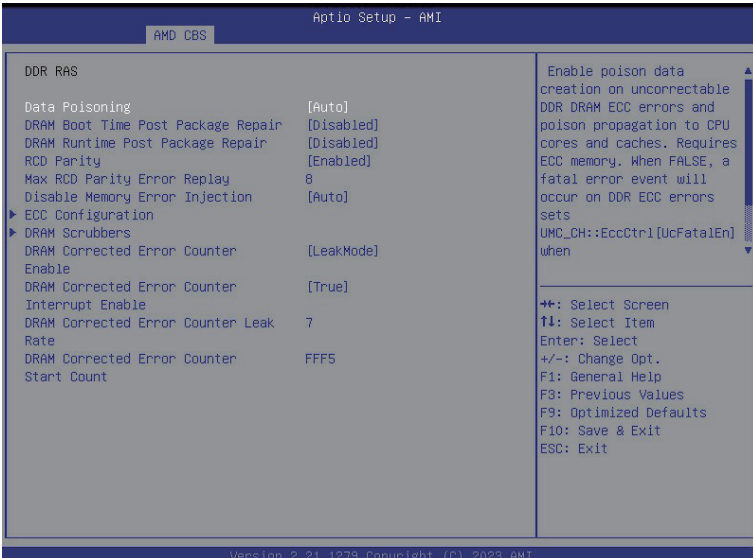 Aptio Setup - AMI
AMD CBS
DDR RAS
Data Poisoning [Auto]
DRAM Boot Time Post Package Repair [Disabled]
DRAM Runtime Post Package Repair [Disabled]
RCD Parity [Enabled]
Max RCD Parity Error Replay 8
Disable Memory Error Injection [Auto]
ECC Configuration
DRAM Scrubbers
DRAM Corrected Error Counter [LeakMode]
Enable
DRAM Corrected Error Counter [True]
Interrupt Enable
DRAM Corrected Error Counter Leak 7
Rate
DRAM Corrected Error Counter FFF5
Start Count
Enable poison data
creation on uncorrectable
DDR DRAM ECC errors and
poison propagation to CPU
cores and caches. Requires
ECC memory. When FALSE, a
fatal error event will
occur on DDR ECC errors
sets
UMC_CH::EccCtrl[UcFatalEn]
when
→←: Select Screen
↑↓: Select Item
Enter: Select
+/-: Change Opt.
F1: General Help
F3: Previous Values
F9: Optimized Defaults
F10: Save & Exit
ESC: Exit
Version 2.21.1279 Copyright (C) 2023 AMI